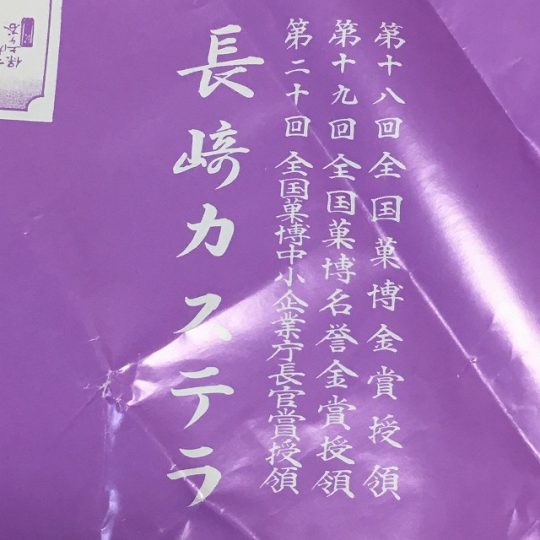 第十八回全国菓博金賞授領
第十九回全国菓博名誉金賞授領
第二十回全国菓博中小企業庁長官賞授領
長﨑カステラ